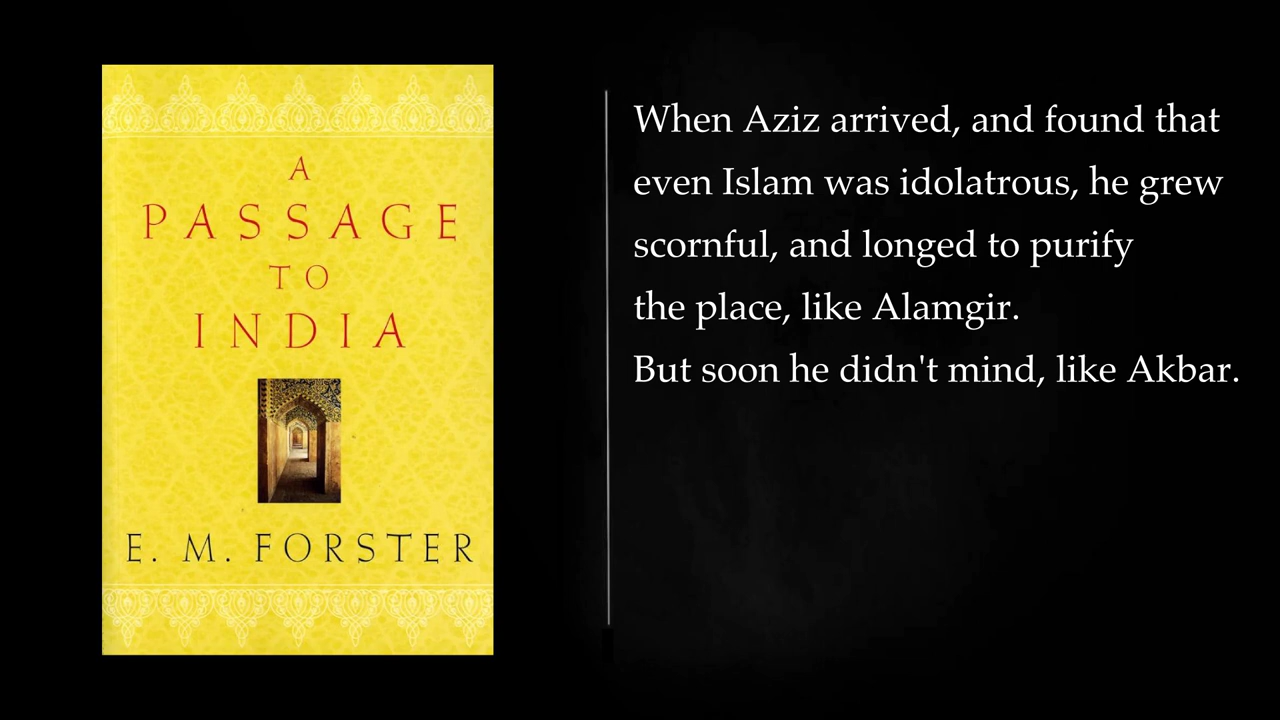 A
PASSAGE
TO
INDIA
E. M. FORSTER
When Aziz arrived, and found that
even Islam was idolatrous, he grew
scornful, and longed to purify
the place, like Alamgir.
But soon he didn't mind, like Akbar.